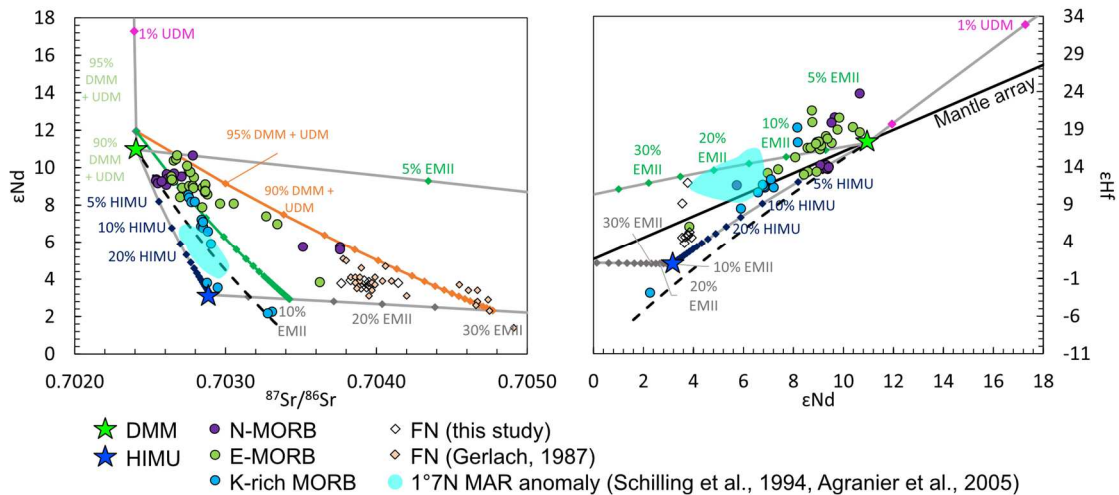 18
16
14
12
10
8
6
4
2
0
εNd
0.7020
0.7030
0.7040
0.7050
⁸⁷Sr/⁸⁶Sr
1% UDM
95%
DMM
+ UDM
90%
DMM
+ UDM
95% DMM + UDM
5% EMII
90% DMM +
UDM
5% HIMU
10% HIMU
20% HIMU
10%
EMII
20% EMII
30% EMII
34
29
24
19
14
9
4
-1
-6
-11
εHf
0
2
4
6
8
10
12
14
16
18
εNd
1% UDM
5% EMII
Mantle array
10%
EMII
20%
EMII
30%
EMII
5% HIMU
10% HIMU
20% HIMU
30% EMII
10% EMII
20%
EMII
DMM
N-MORB
FN (this study)
HIMU
E-MORB
FN (Gerlach, 1987)
K-rich MORB
1°7N MAR anomaly (Schilling et al., 1994, Agranier et al., 2005)